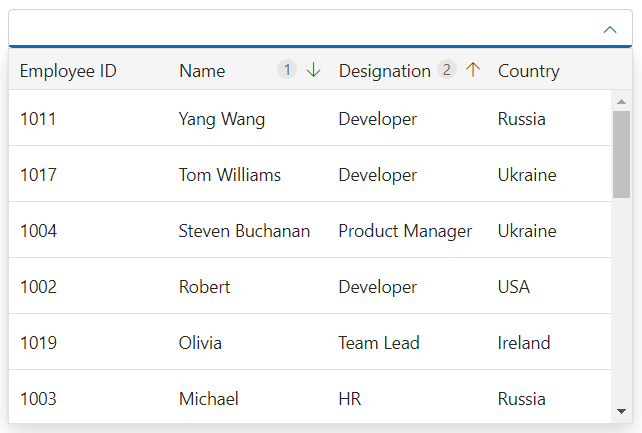 Employee ID Name 1 Designation 2 Country
1011 Yang Wang Developer Russia
1017 Tom Williams Developer Ukraine
1004 Steven Buchanan Product Manager Ukraine
1002 Robert Developer USA
1019 Olivia Team Lead Ireland
1003 Michael HR Russia